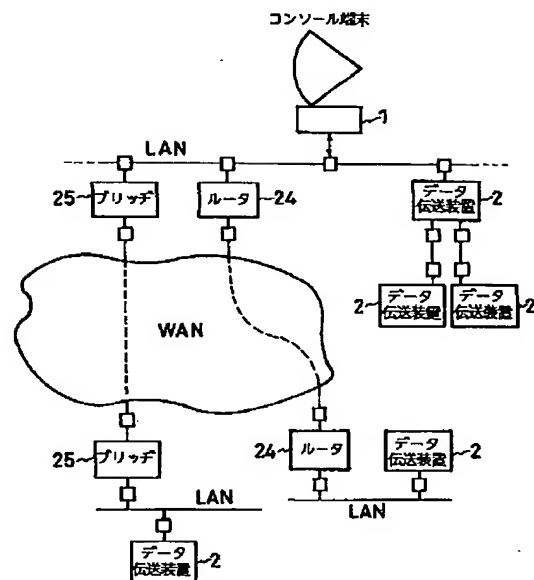 コンソール端末
1
LAN
25 ブリッヂ
ルータ 24
データ
伝送装置 2
2 データ
伝送装置
データ 2
伝送装置
WAN
25 ブリッヂ
24 ルータ
データ
伝送装置 2
LAN
LAN
データ
伝送装置 2